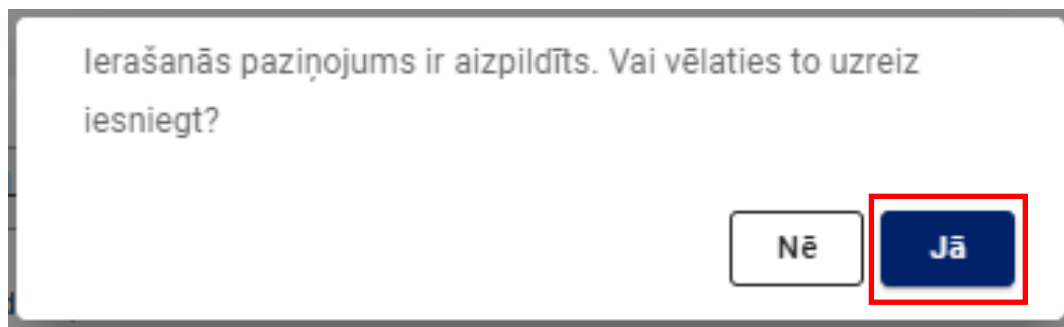 Ierašanās paziņojums ir aizpildīts. Vai vēlaties to uzreiz
iesniegt?
Nē Jā